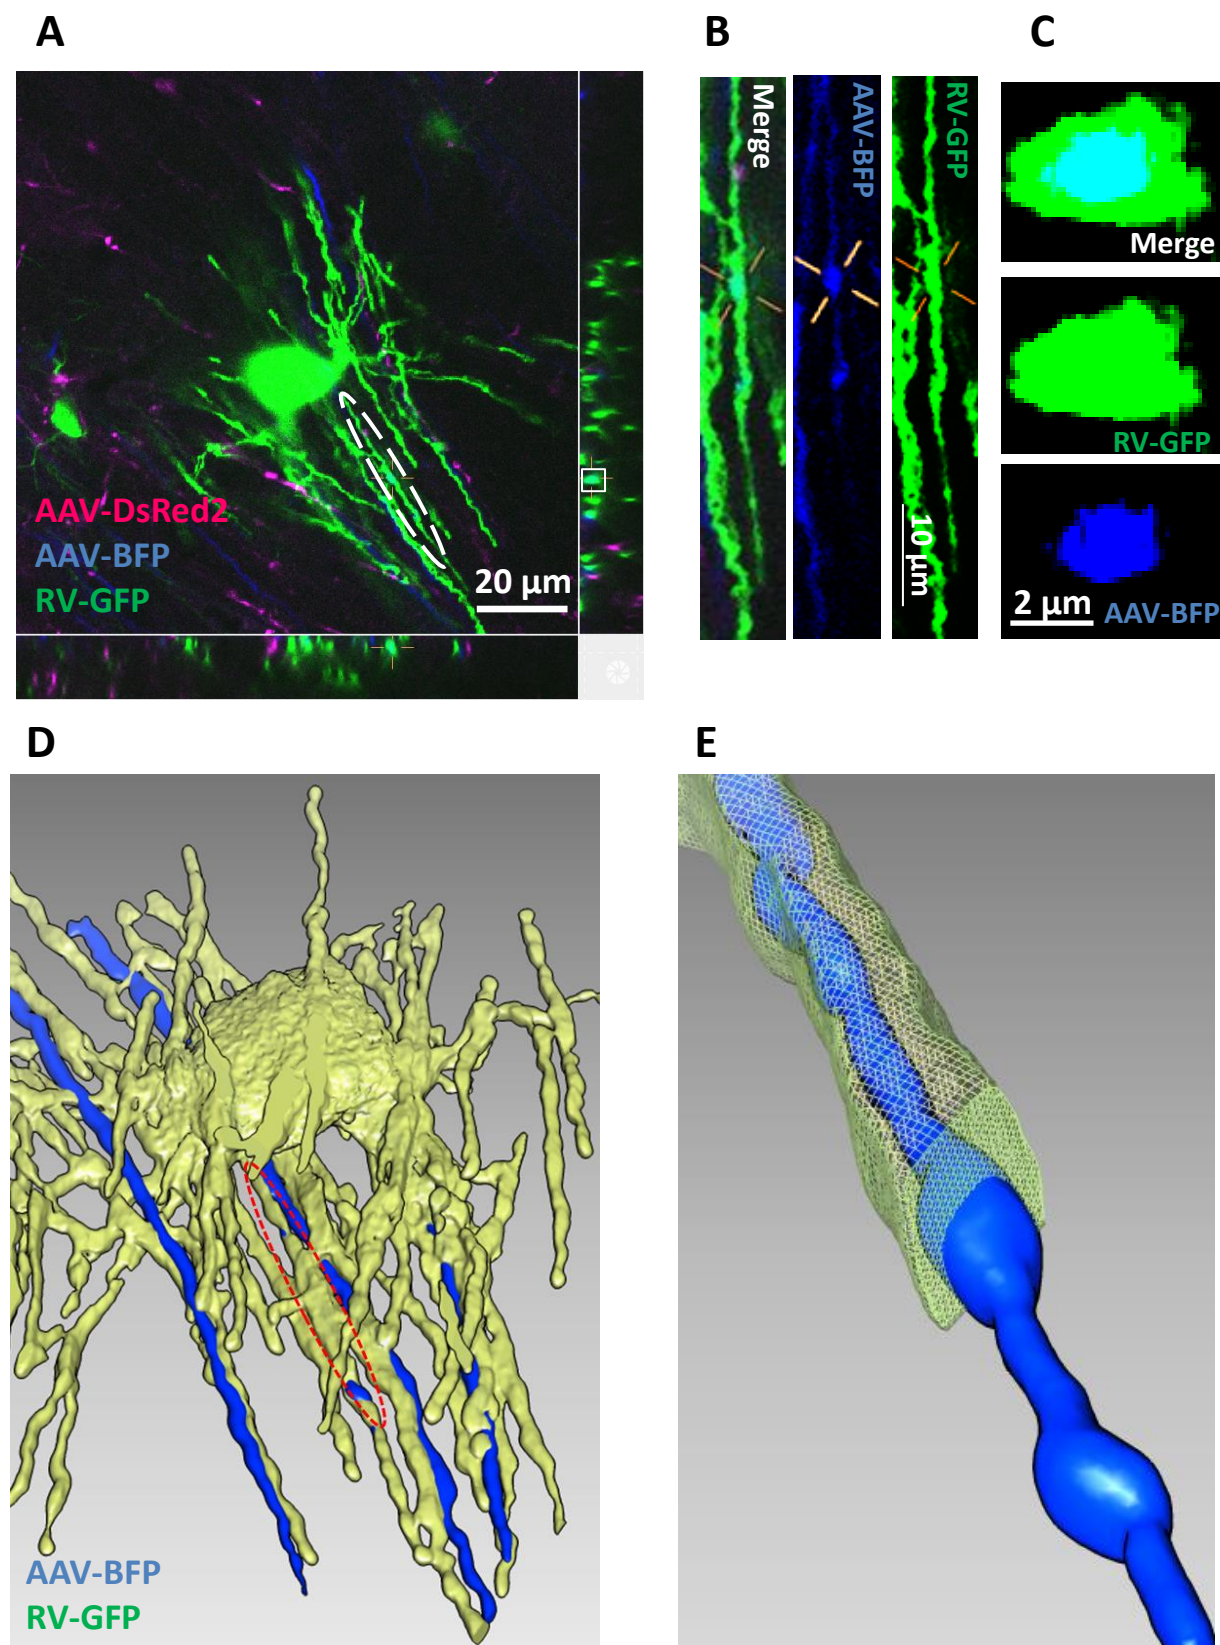 A
B
C
AAV-DsRed2
AAV-BFP
RV-GFP
20 µm
Merge
AAV-BFP
RV-GFP
10 µm
Merge
RV-GFP
2 µm
AAV-BFP
D
E
AAV-BFP
RV-GFP